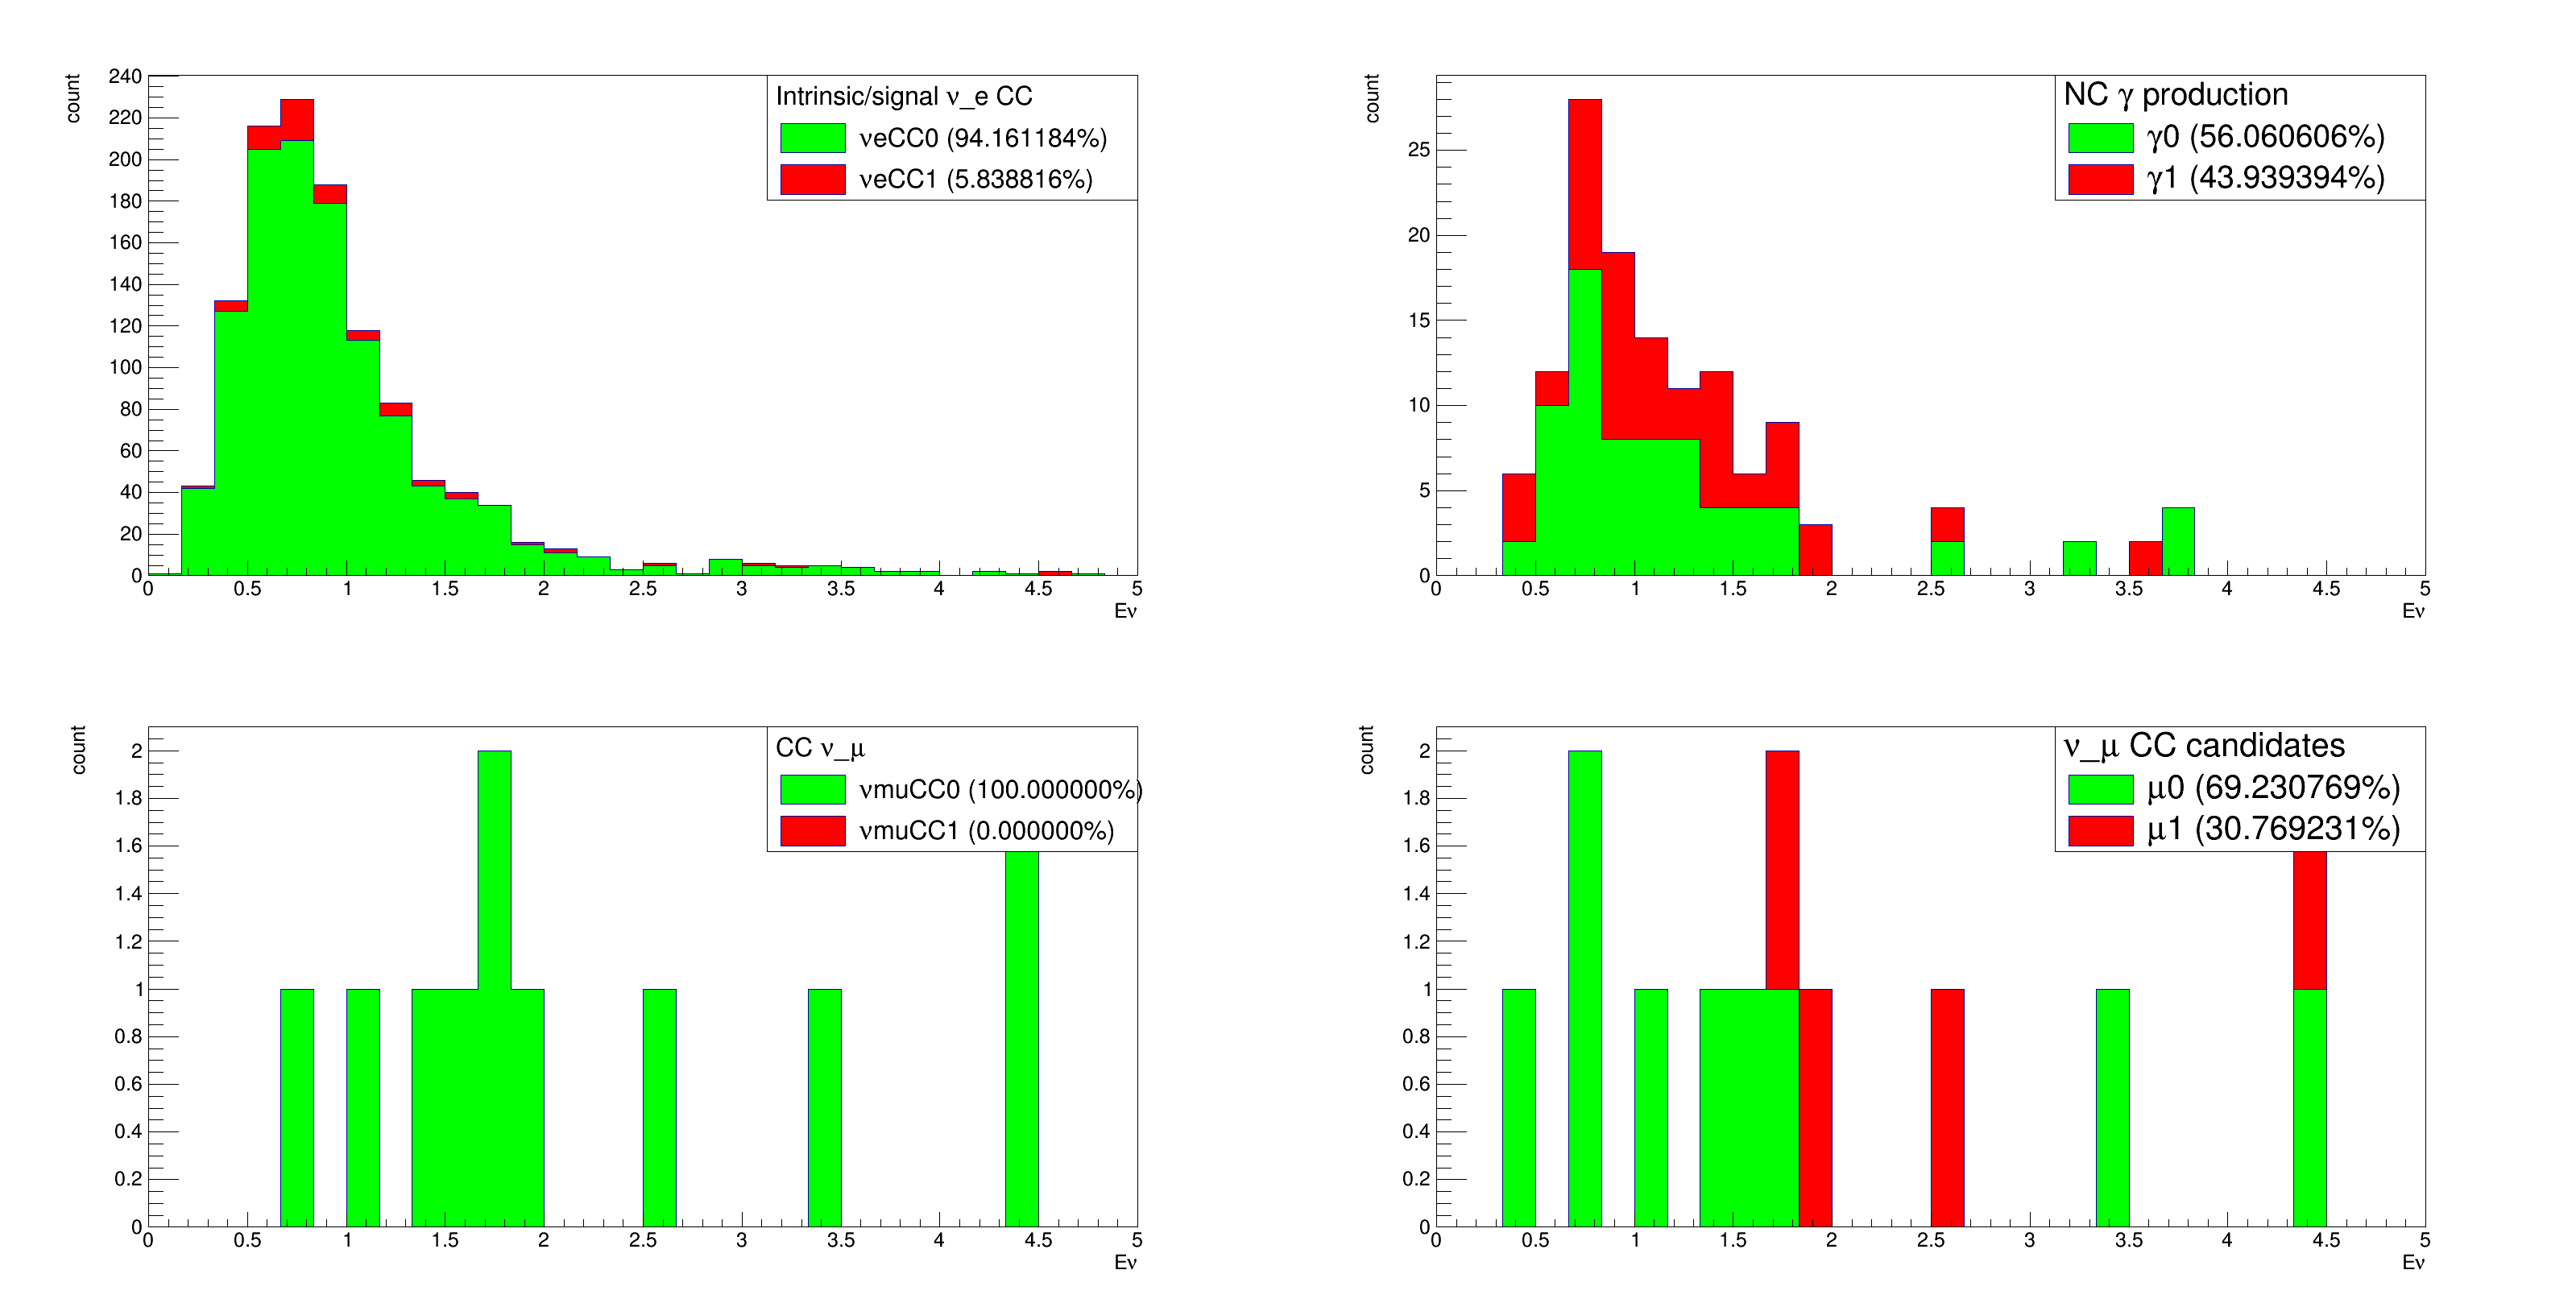 count
240
220
200
180
160
140
120
100
80
60
40
20
0
0 0.5 1 1.5 2 2.5 3 3.5 4 4.5 5
Eν
Intrinsic/signal ν_e CC
νeCC0 (94.161184%)
νeCC1 (5.838816%)
count
25
20
15
10
5
0
0 0.5 1 1.5 2 2.5 3 3.5 4 4.5 5
Eν
NC γ production
γ0 (56.060606%)
γ1 (43.939394%)
count
2
1.8
1.6
1.4
1.2
1
0.8
0.6
0.4
0.2
0
0 0.5 1 1.5 2 2.5 3 3.5 4 4.5 5
Eν
CC ν_μ
νmuCC0 (100.000000%)
νmuCC1 (0.000000%)
count
2
1.8
1.6
1.4
1.2
1
0.8
0.6
0.4
0.2
0
0 0.5 1 1.5 2 2.5 3 3.5 4 4.5 5
Eν
ν_μ CC candidates
μ0 (69.230769%)
μ1 (30.769231%)